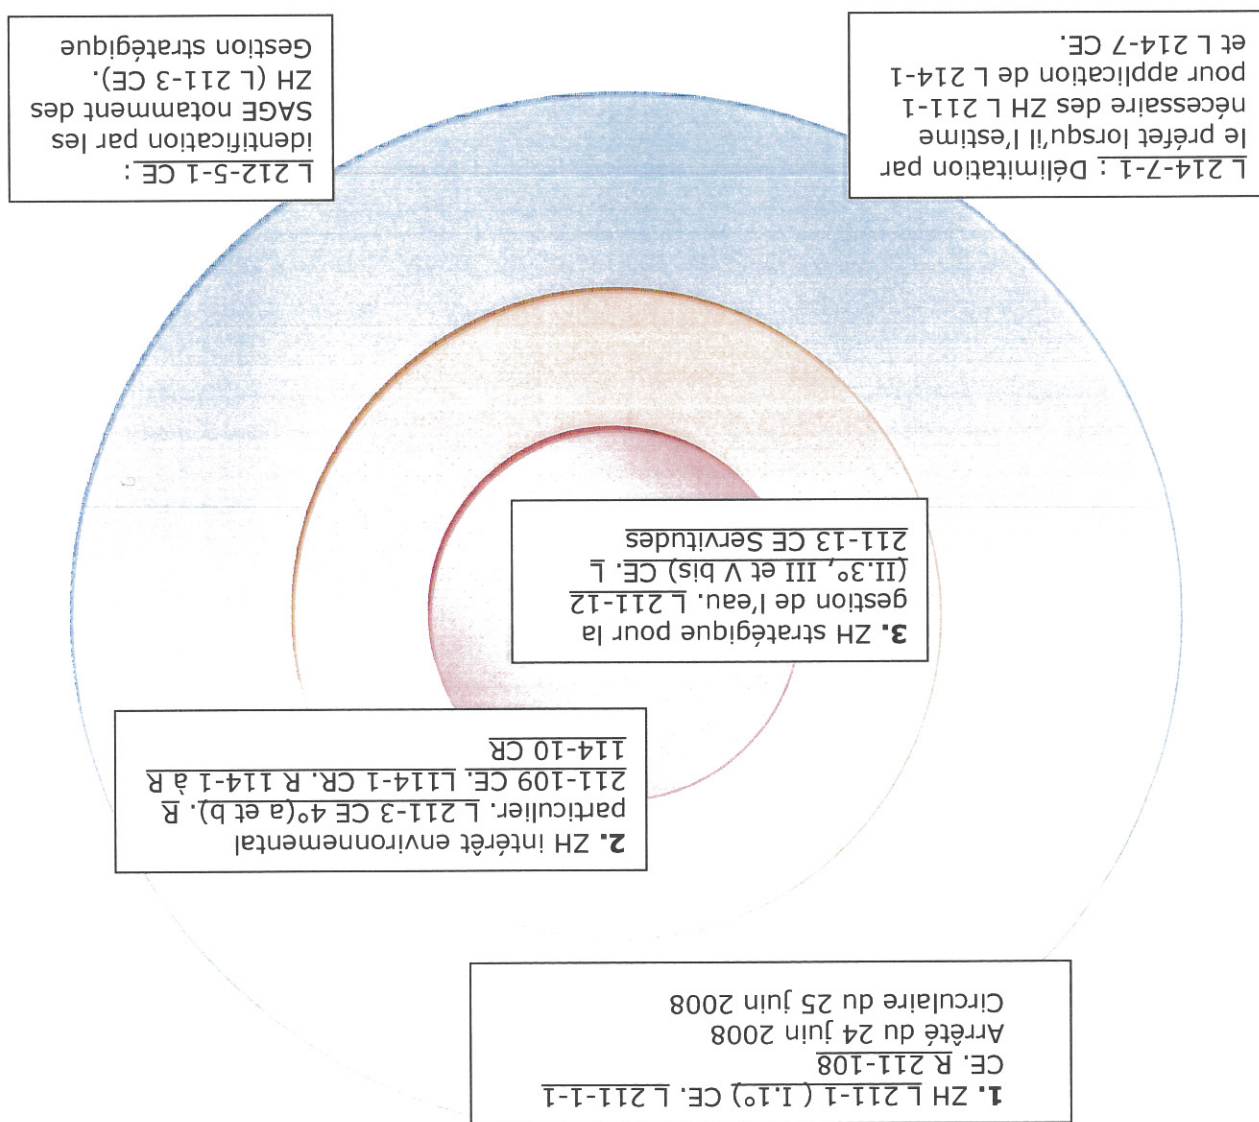 1. ZH L 211-1 ( I.1°) CE. L 211-1-1
CE. R 211-108
Arrêté du 24 juin 2008
Circulaire du 25 juin 2008
2. ZH intérêt environnemental
particulier. L 211-3 CE 4°(a et b). R
211-109 CE. L114-1 CR. R 114-1 à R
114-10 CR
3. ZH stratégique pour la
gestion de l'eau. L 211-12
(II.3°, III et V bis) CE. L
211-13 CE Servitudes
L 214-7-1 : Délimitation par
le préfet lorsqu'il l'estime
nécessaire des ZH L 211-1
pour application de L 214-1
et L 214-7 CE.
L 212-5-1 CE :
identification par les
SAGE notamment des
ZH (L 211-3 CE).
Gestion stratégique